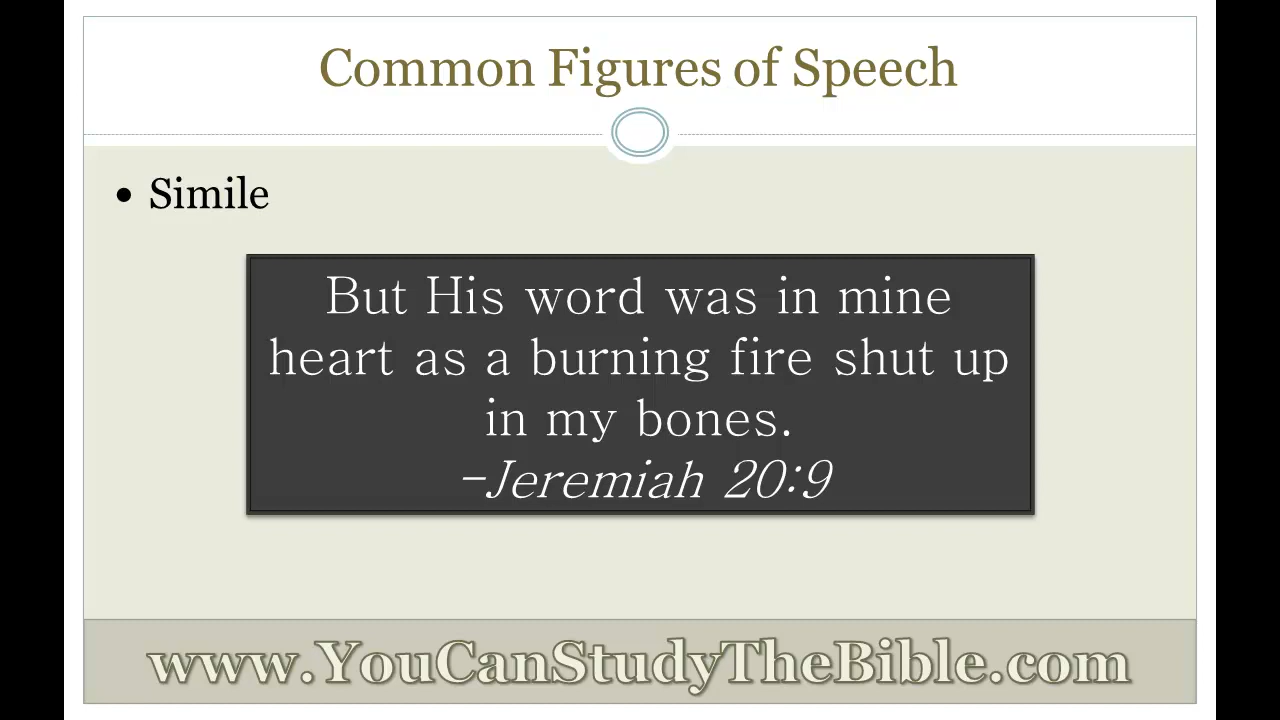 Common Figures of Speech
• Simile
But His word was in mine
heart as a burning fire shut up
in my bones.
-Jeremiah 20:9
www.YouCanStudyTheBible.com